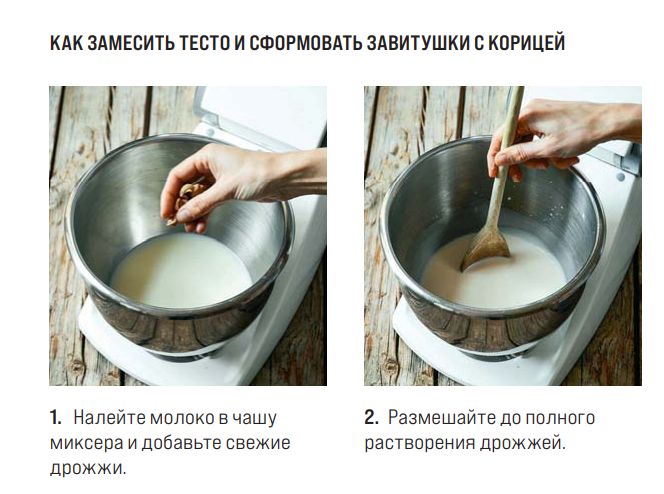 КАК ЗАМЕСИТЬ ТЕСТО И СФОРМОВАТЬ ЗАВИТУШКИ С КОРИЦЕЙ
1. Налейте молоко в чашу
миксера и добавьте свежие
дрожжи.
2. Размешайте до полного
растворения дрожжей.